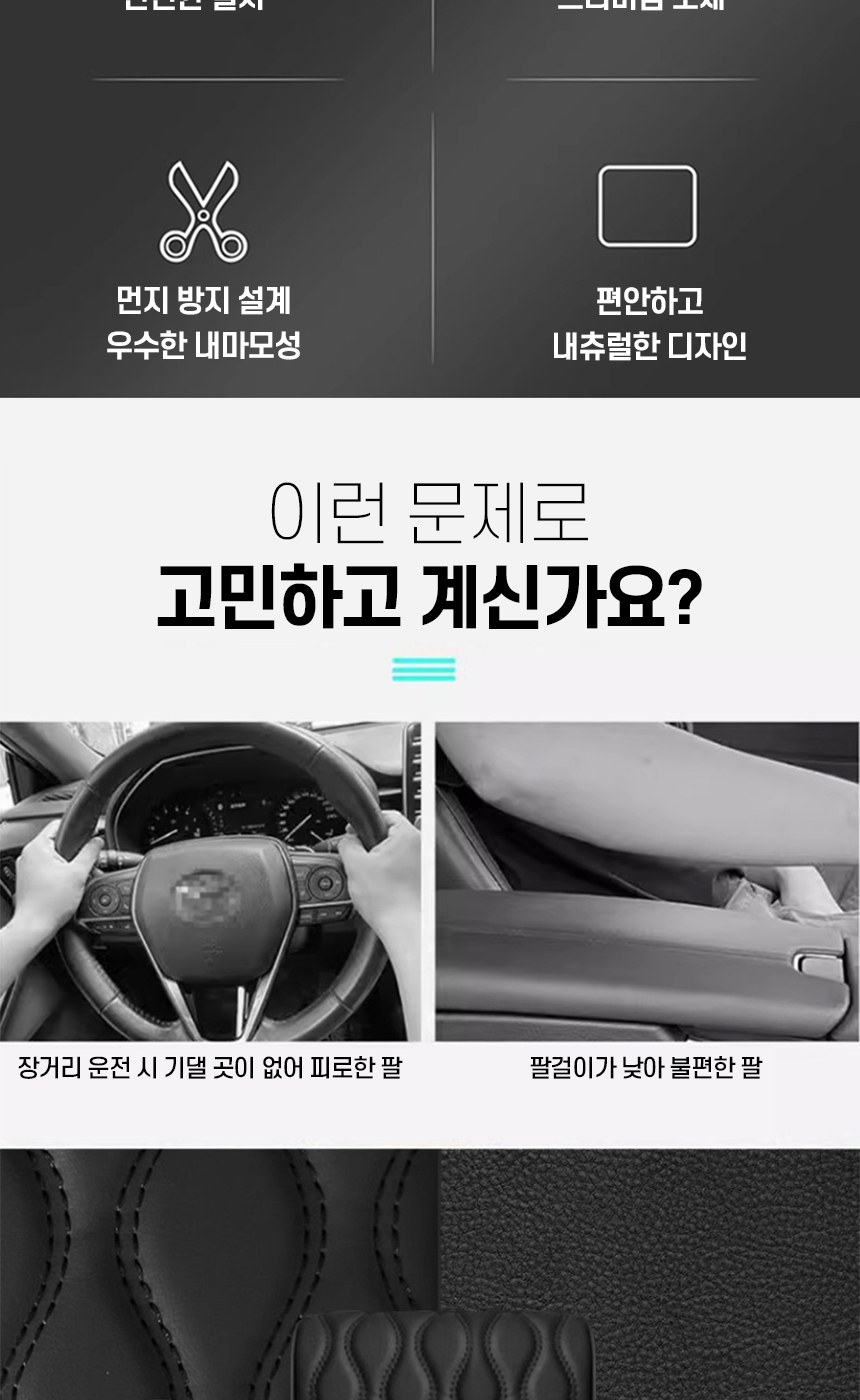 먼지 방지 설계
우수한 내마모성
편안하고
내츄럴한 디자인
이런 문제로
고민하고 계신가요?
장거리 운전 시 기댈 곳이 없어 피로한 팔
팔걸이가 낮아 불편한 팔